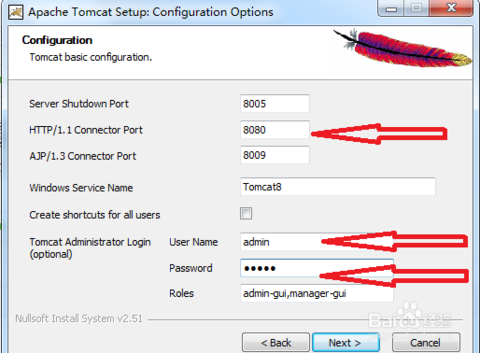 Apache Tomcat Setup: Configuration Options
Configuration
Tomcat basic configuration.
Server Shutdown Port 8005
HTTP/1.1 Connector Port 8080
AJP/1.3 Connector Port 8009
Windows Service Name Tomcat8
Create shortcuts for all users
Tomcat Administrator Login (optional)
User Name admin
Password •••••
Roles admin-gui,manager-gui
Nullsoft Install System v2.51
Baidu 经验
< Back Next > Cancel